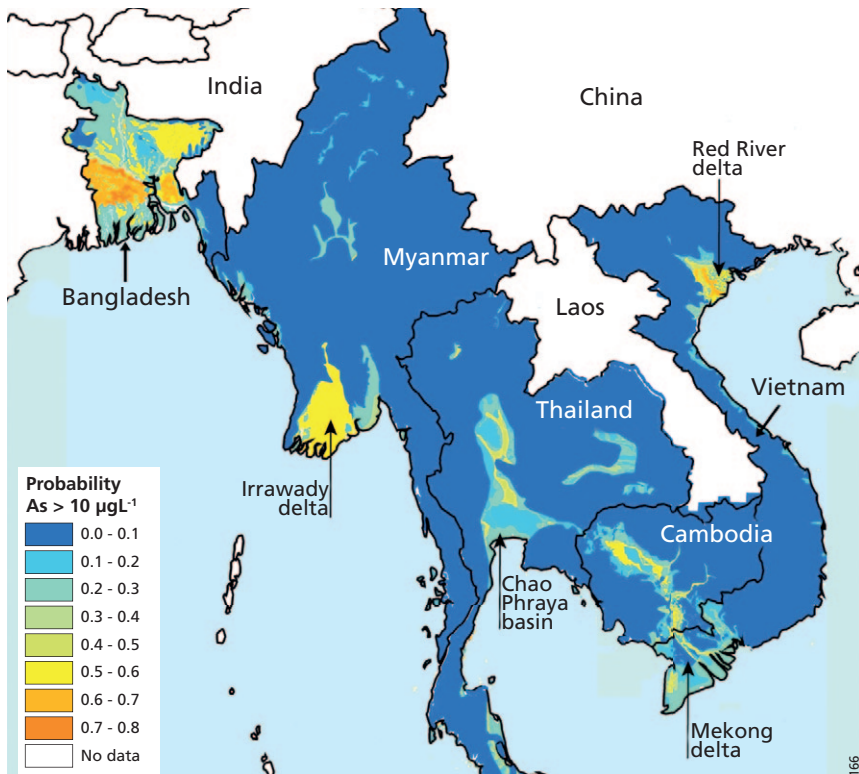 India
China
Red River
delta
Myanmar
Bangladesh
Laos
Vietnam
Thailand
Irrawady
delta
Cambodia
Chao
Phraya
basin
Mekong
delta
Probability
As > 10 µgL⁻¹
0.0 - 0.1
0.1 - 0.2
0.2 - 0.3
0.3 - 0.4
0.4 - 0.5
0.5 - 0.6
0.6 - 0.7
0.7 - 0.8
No data
166